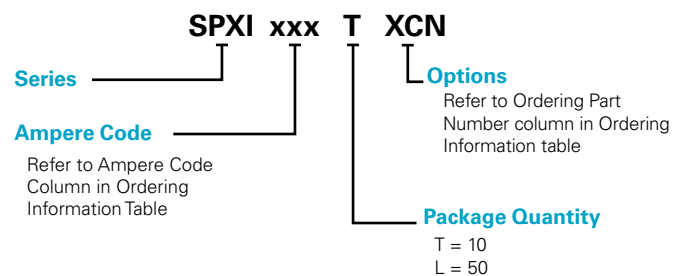 SPXI xxx T XCN
Series
Ampere Code
Refer to Ampere Code
Column in Ordering
Information Table
Options
Refer to Ordering Part
Number column in Ordering
Information table
Package Quantity
T = 10
L = 50